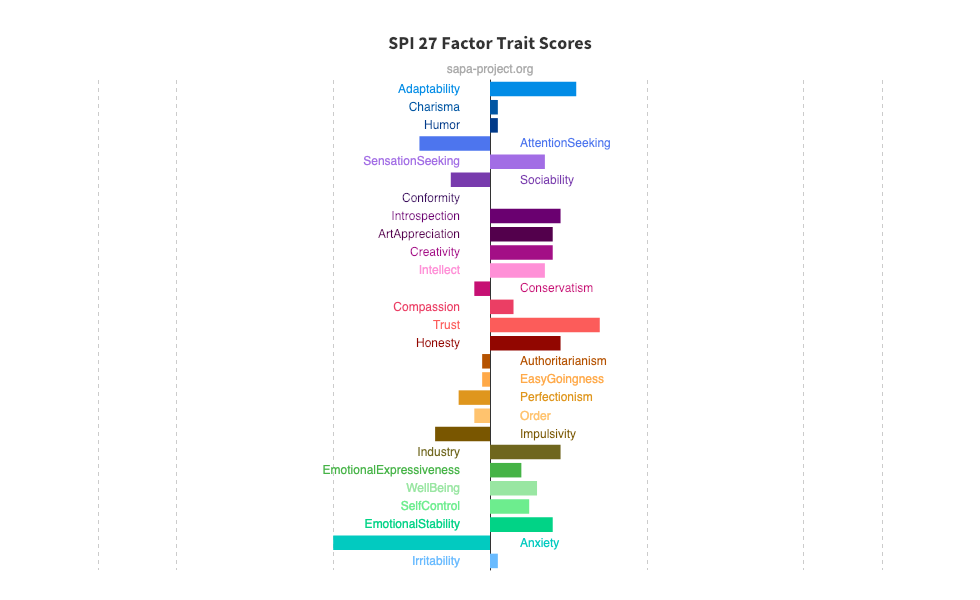 SPI 27 Factor Trait Scores
sapa-project.org
Adaptability
Charisma
Humor
AttentionSeeking
SensationSeeking
Sociability
Conformity
Introspection
ArtAppreciation
Creativity
Intellect
Conservatism
Compassion
Trust
Honesty
Authoritarianism
EasyGoingness
Perfectionism
Order
Impulsivity
Industry
EmotionalExpressiveness
WellBeing
SelfControl
EmotionalStability
Anxiety
Irritability